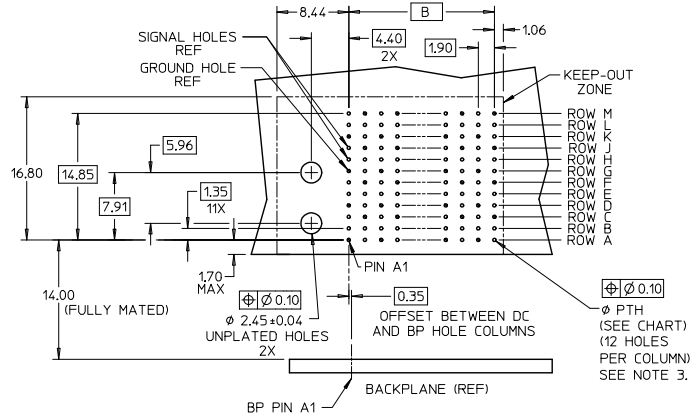 8.44
B
4.40
2X
1.90
1.06
SIGNAL HOLES
REF
GROUND HOLE
REF
KEEP-OUT
ZONE
ROW M
ROW L
ROW K
ROW J
ROW H
ROW G
ROW F
ROW E
ROW D
ROW C
ROW B
ROW A
16.80
14.85
5.96
7.91
1.35
11X
PIN A1
1.70
MAX
14.00
(FULLY MATED)
⌖ Ø 0.10
Ø 2.45±0.04
UNPLATED HOLES
2X
0.35
OFFSET BETWEEN DC
AND BP HOLE COLUMNS
⌖ Ø 0.10
Ø PTH
(SEE CHART)
(12 HOLES
PER COLUMN)
SEE NOTE 3.
BACKPLANE (REF)
BP PIN A1